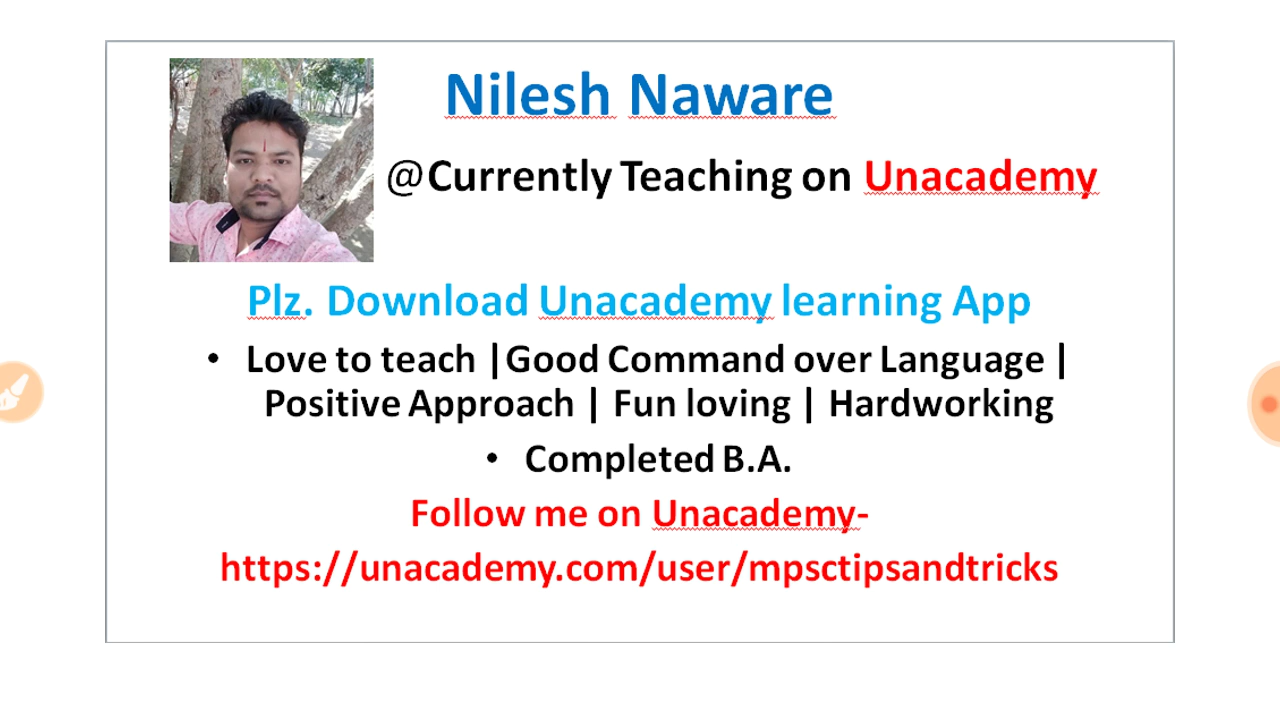 Nilesh Naware
@Currently Teaching on Unacademy
Plz. Download Unacademy learning App
• Love to teach |Good Command over Language |
Positive Approach | Fun loving | Hardworking
• Completed B.A.
Follow me on Unacademy-
https://unacademy.com/user/mpsctipsandtricks